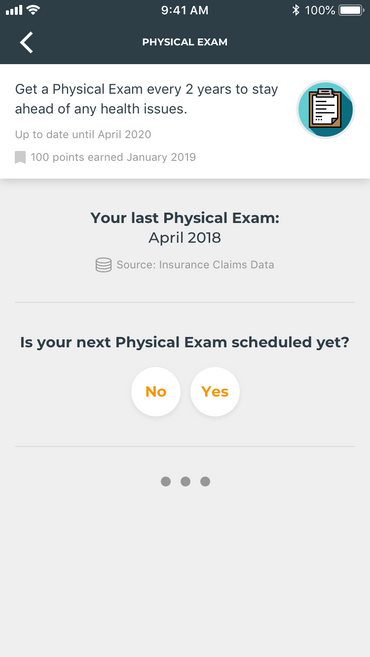 9:41 AM
100%
PHYSICAL EXAM
Get a Physical Exam every 2 years to stay
ahead of any health issues.
Up to date until April 2020
100 points earned January 2019
Your last Physical Exam:
April 2018
Source: Insurance Claims Data
Is your next Physical Exam scheduled yet?
No
Yes